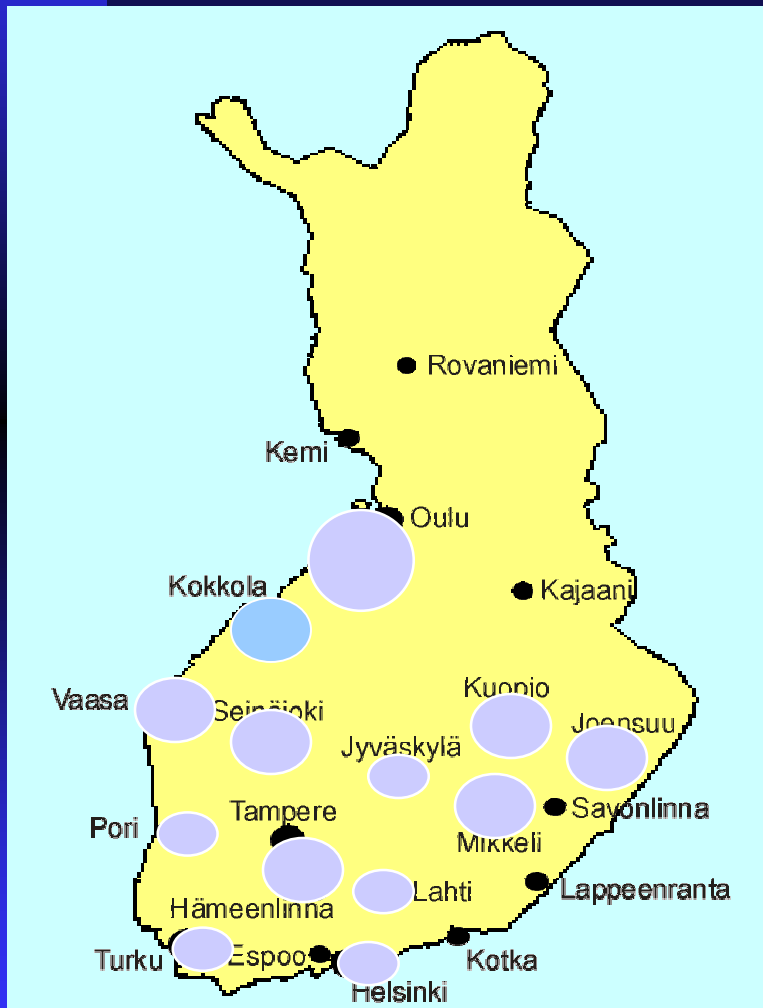 Rovaniemi
Kemi
Oulu
Kokkola
Kajaani
Kuopio
Vaasa
Seinäjoki
Joensuu
Jyväskylä
Tampere
Savonlinna
Pori
Mikkeli
Lappeenranta
Lahti
Hämeenlinna
Turku
Espoo
Kotka
Helsinki